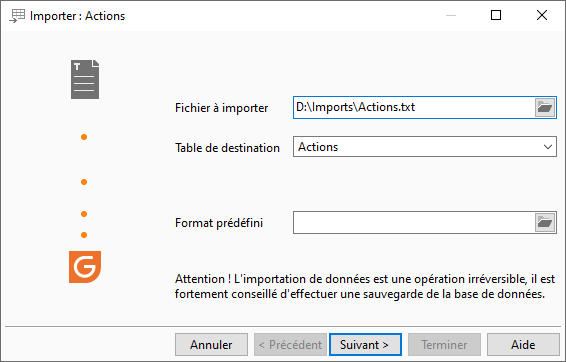 Importer : Actions
T
Fichier à importer
D:\Imports\Actions.txt
Table de destination
Actions
Format prédéfini
G
Attention ! L'importation de données est une opération irréversible, il est
fortement conseillé d'effectuer une sauvegarde de la base de données.
Annuler
< Précédent
Suivant >
Terminer
Aide